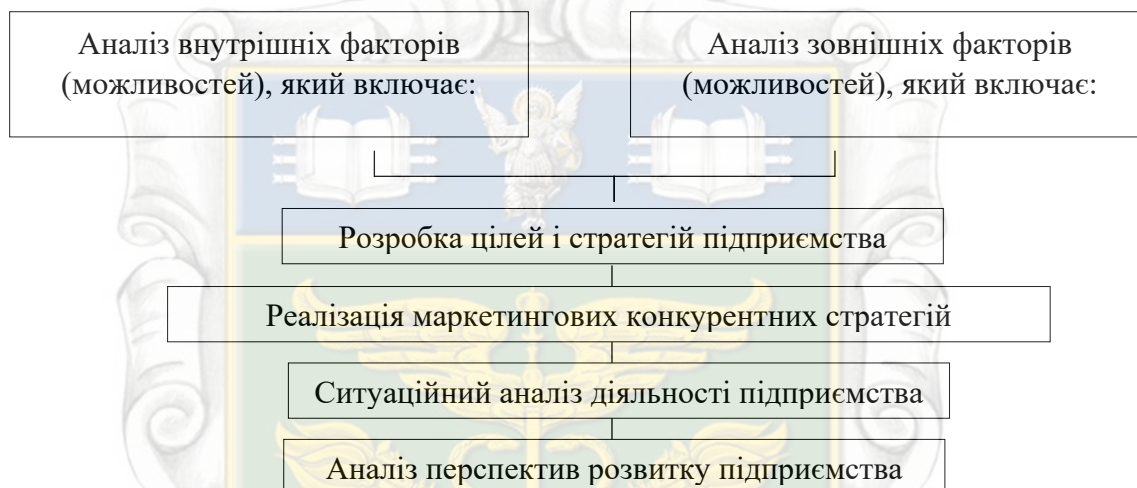 Аналіз внутрішніх факторів
(можливостей), який включає:
Аналіз зовнішніх факторів
(можливостей), який включає:
Розробка цілей і стратегій підприємства
Реалізація маркетингових конкурентних стратегій
Ситуаційний аналіз діяльності підприємства
Аналіз перспектив розвитку підприємства